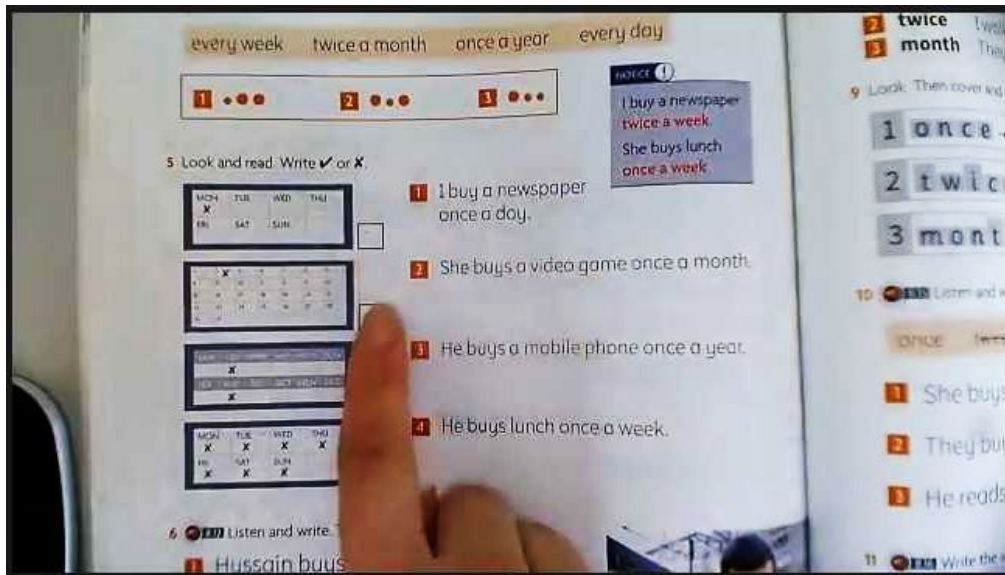 every week twice a month once a year every day
1 2 3
NOTICE !
I buy a newspaper
twice a week.
She buys lunch
once a week.
5 Look and read. Write ✔ or ✘.
MON TUE WED THU
X
FRI SAT SUN
1 I buy a newspaper
once a day.
2 She buys a video game once a month.
3 He buys a mobile phone once a year.
MON TUE WED THU
X X X X
FRI SAT SUN
X X X
4 He buys lunch once a week.
6 Listen and write.
1 Hussain buys
2 twice
3 month
9 Look. Then cover and
1 once
2 twic
3 mont
10 Listen and
once
1 She buys
2 They buy
3 He reads
11 Write the